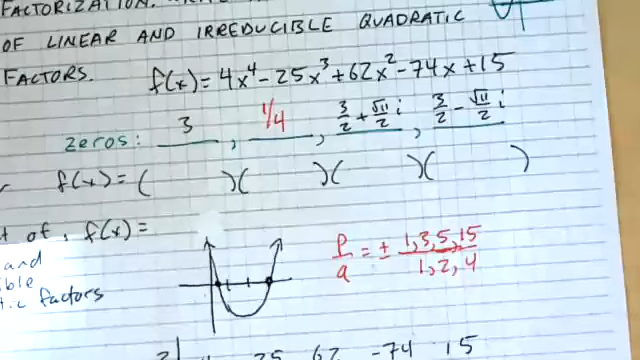 FACTORIZATION.
OF LINEAR AND IRREDUCIBLE QUADRATIC
FACTORS. f(x) = 4x⁴ - 25x³ + 62x² - 74x + 15
zeros: 3 , 1/4 , 3/2 + √11/2 i , 3/2 - √11/2 i
f(x) = ( )( )( )( )
of, f(x) =
and
P/q = ± 1,3,5,15 / 1,2,4
factors
62 -74 15